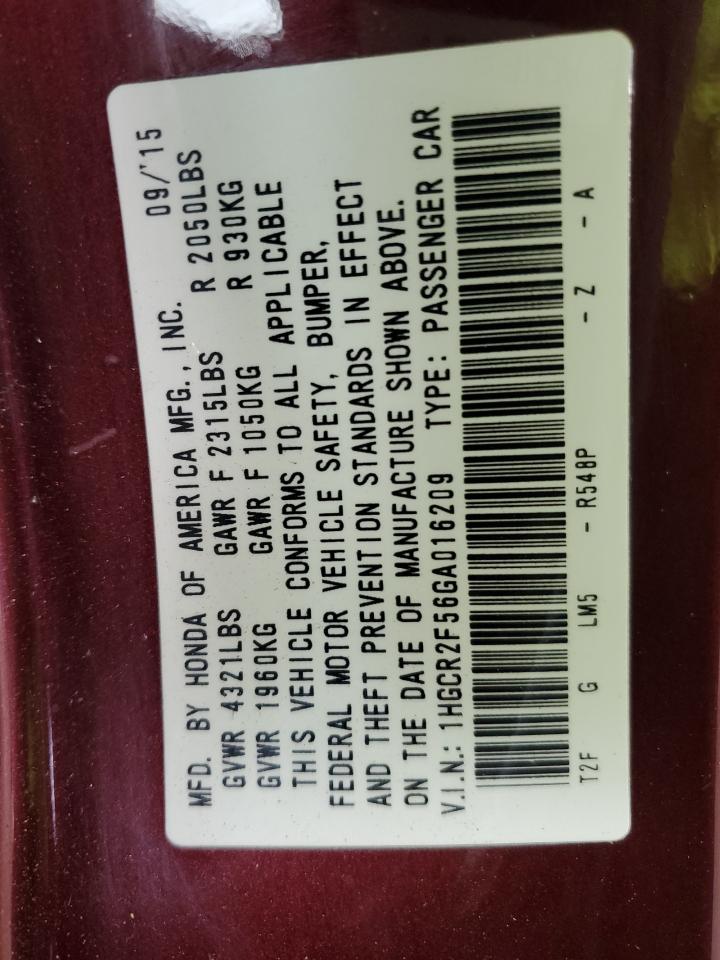 MFD. BY HONDA OF AMERICA MFG., INC. 09/'15
GVWR 4321LBS GAWR F 2315LBS R 2050LBS
GVWR 1960KG GAWR F 1050KG R 930KG
THIS VEHICLE CONFORMS TO ALL APPLICABLE
FEDERAL MOTOR VEHICLE SAFETY, BUMPER,
AND THEFT PREVENTION STANDARDS IN EFFECT
ON THE DATE OF MANUFACTURE SHOWN ABOVE.
V.I.N.: 1HGCR2F56GA016209 TYPE: PASSENGER CAR
T2F G LM5 - R548P - Z - A